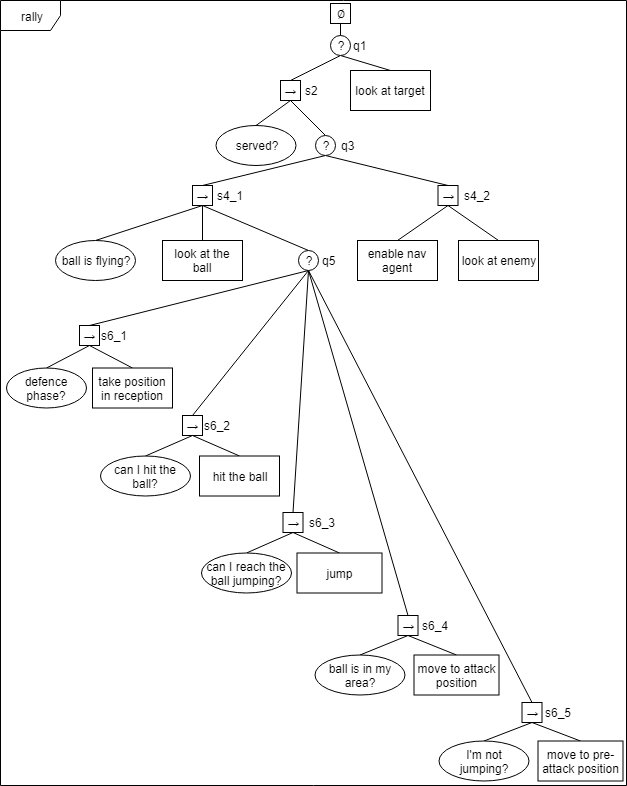 rally
Ø
? q1
→ s2
look at target
served?
? q3
→ s4_1
→ s4_2
ball is flying?
look at the
ball
? q5
enable nav
agent
look at enemy
→ s6_1
defence
phase?
take position
in reception
→ s6_2
can I hit the
ball?
hit the ball
→ s6_3
can I reach the
ball jumping?
jump
→ s6_4
ball is in my
area?
move to attack
position
→ s6_5
I'm not
jumping?
move to pre-
attack position